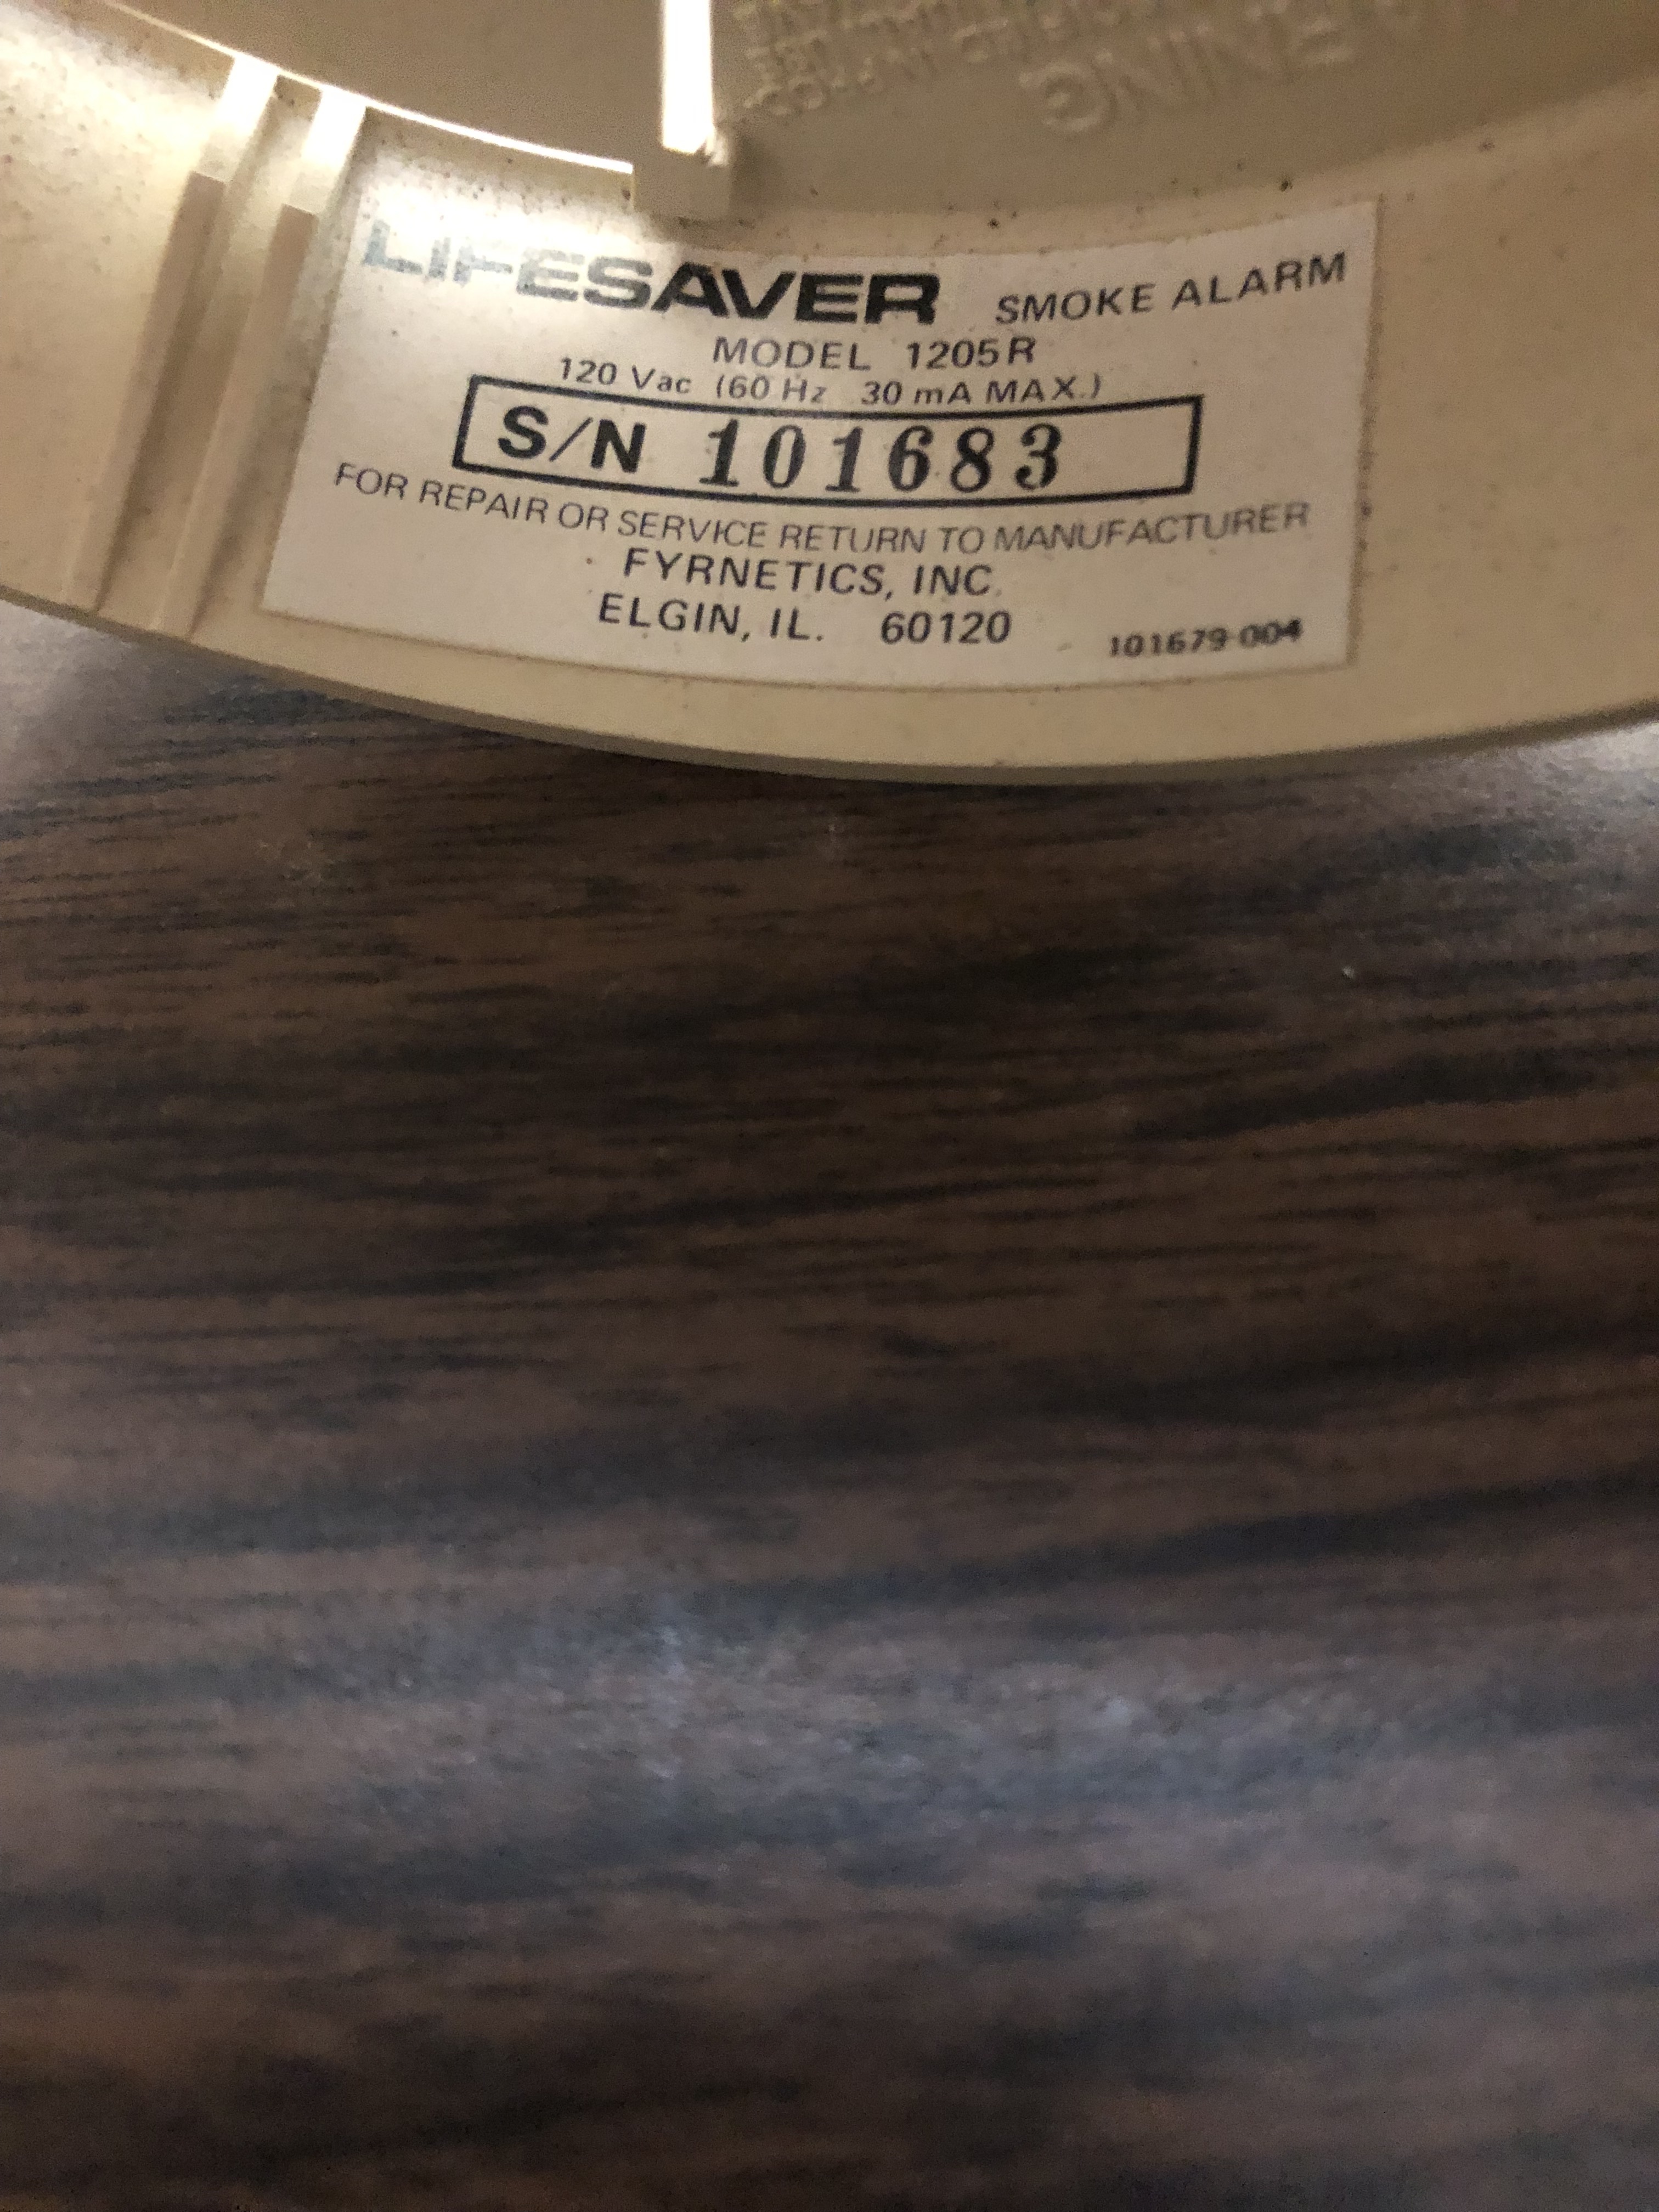 LIFESAVER SMOKE ALARM
MODEL 1205R
120 Vac (60 Hz 30 mA MAX.)
S/N 101683
FOR REPAIR OR SERVICE RETURN TO MANUFACTURER
FYRNETICS, INC.
ELGIN, IL. 60120
101679-004